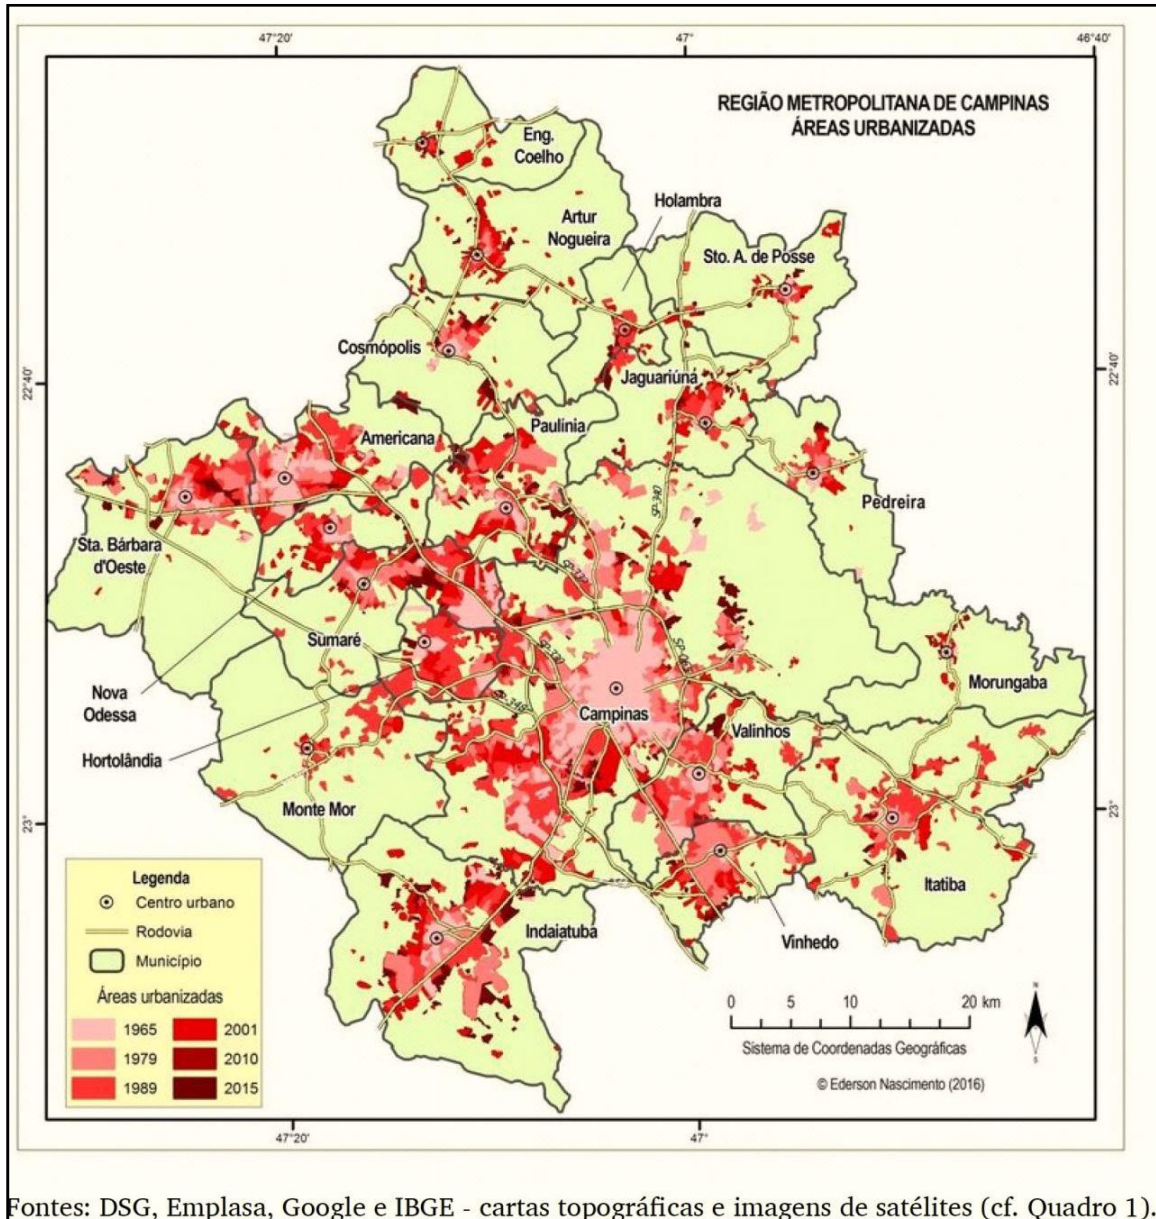 47°20'
47°
46°40'
REGIÃO METROPOLITANA DE CAMPINAS
ÁREAS URBANIZADAS
Eng.
Coelho
Holambra
Artur
Nogueira
Sto. A. de Posse
Cosmópolis
Jaguariúna
22°40'
22°40'
Americana
Paulínia
SP-340
Pedreira
Sta. Bárbara
d'Oeste
Sumaré
Nova
Odessa
Morungaba
Campinas
SP-348
Valinhos
Hortolândia
Monte Mor
23°
23°
Itatiba
Indaiatuba
Vinhedo
Legenda
Centro urbano
Rodovia
Município
Áreas urbanizadas
1965
2001
1979
2010
1989
2015
0 5 10 20 km
N
S
Sistema de Coordenadas Geográficas
© Ederson Nascimento (2016)
47°20'
47°
Fontes: DSG, Emplasa, Google e IBGE - cartas topográficas e imagens de satélites (cf. Quadro 1).